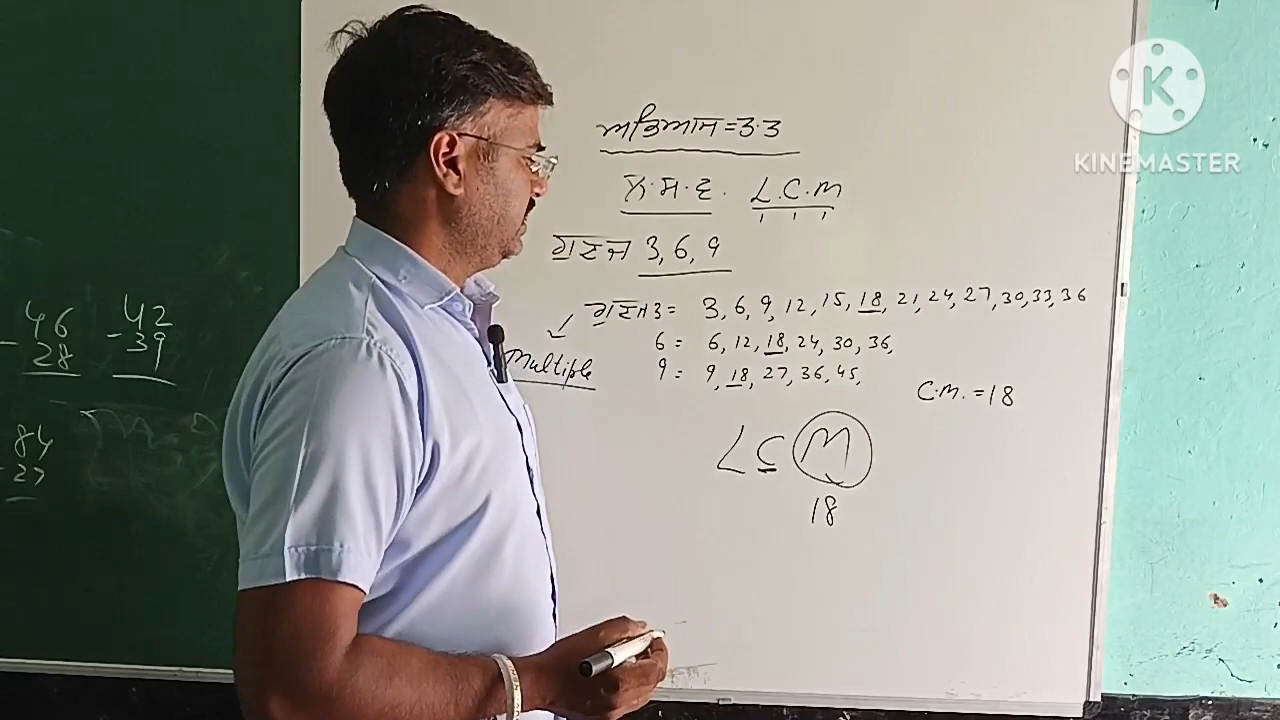 ਅਭਿਆਸ = 3.3
ਲ.ਸ.ਵ. L.C.M
ਗੁਣਜ 3, 6, 9
ਗੁਣਜ 3 = 3, 6, 9, 12, 15, 18, 21, 24, 27, 30, 33, 36
Multiple
6 = 6, 12, 18, 24, 30, 36,
9 = 9, 18, 27, 36, 45,
C.M. = 18
L C M
18
46
- 28
42
- 39
84
- 27
K
KINEMASTER